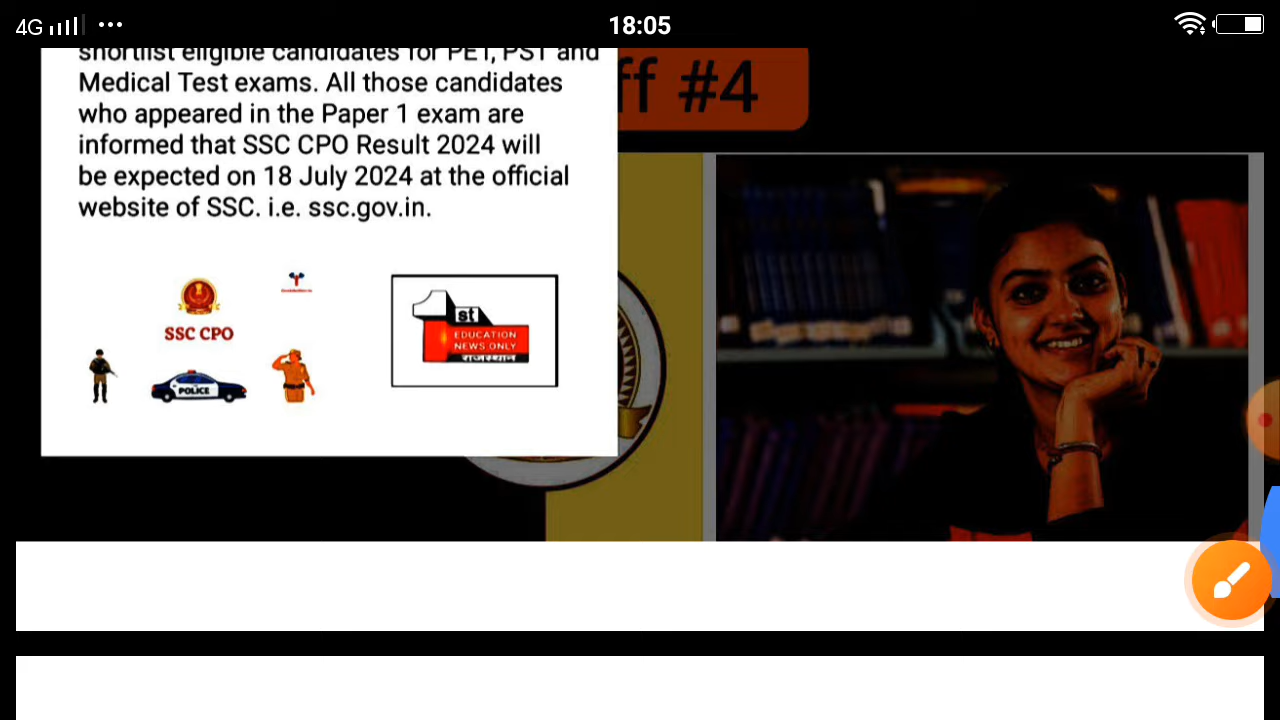 4G
18:05
shortlist eligible candidates for PET, PST and
Medical Test exams. All those candidates
who appeared in the Paper 1 exam are
informed that SSC CPO Result 2024 will
be expected on 18 July 2024 at the official
website of SSC. i.e. ssc.gov.in.
ff #4
SSC CPO
POLICE
1st
EDUCATION
NEWS ONLY
राजस्थान